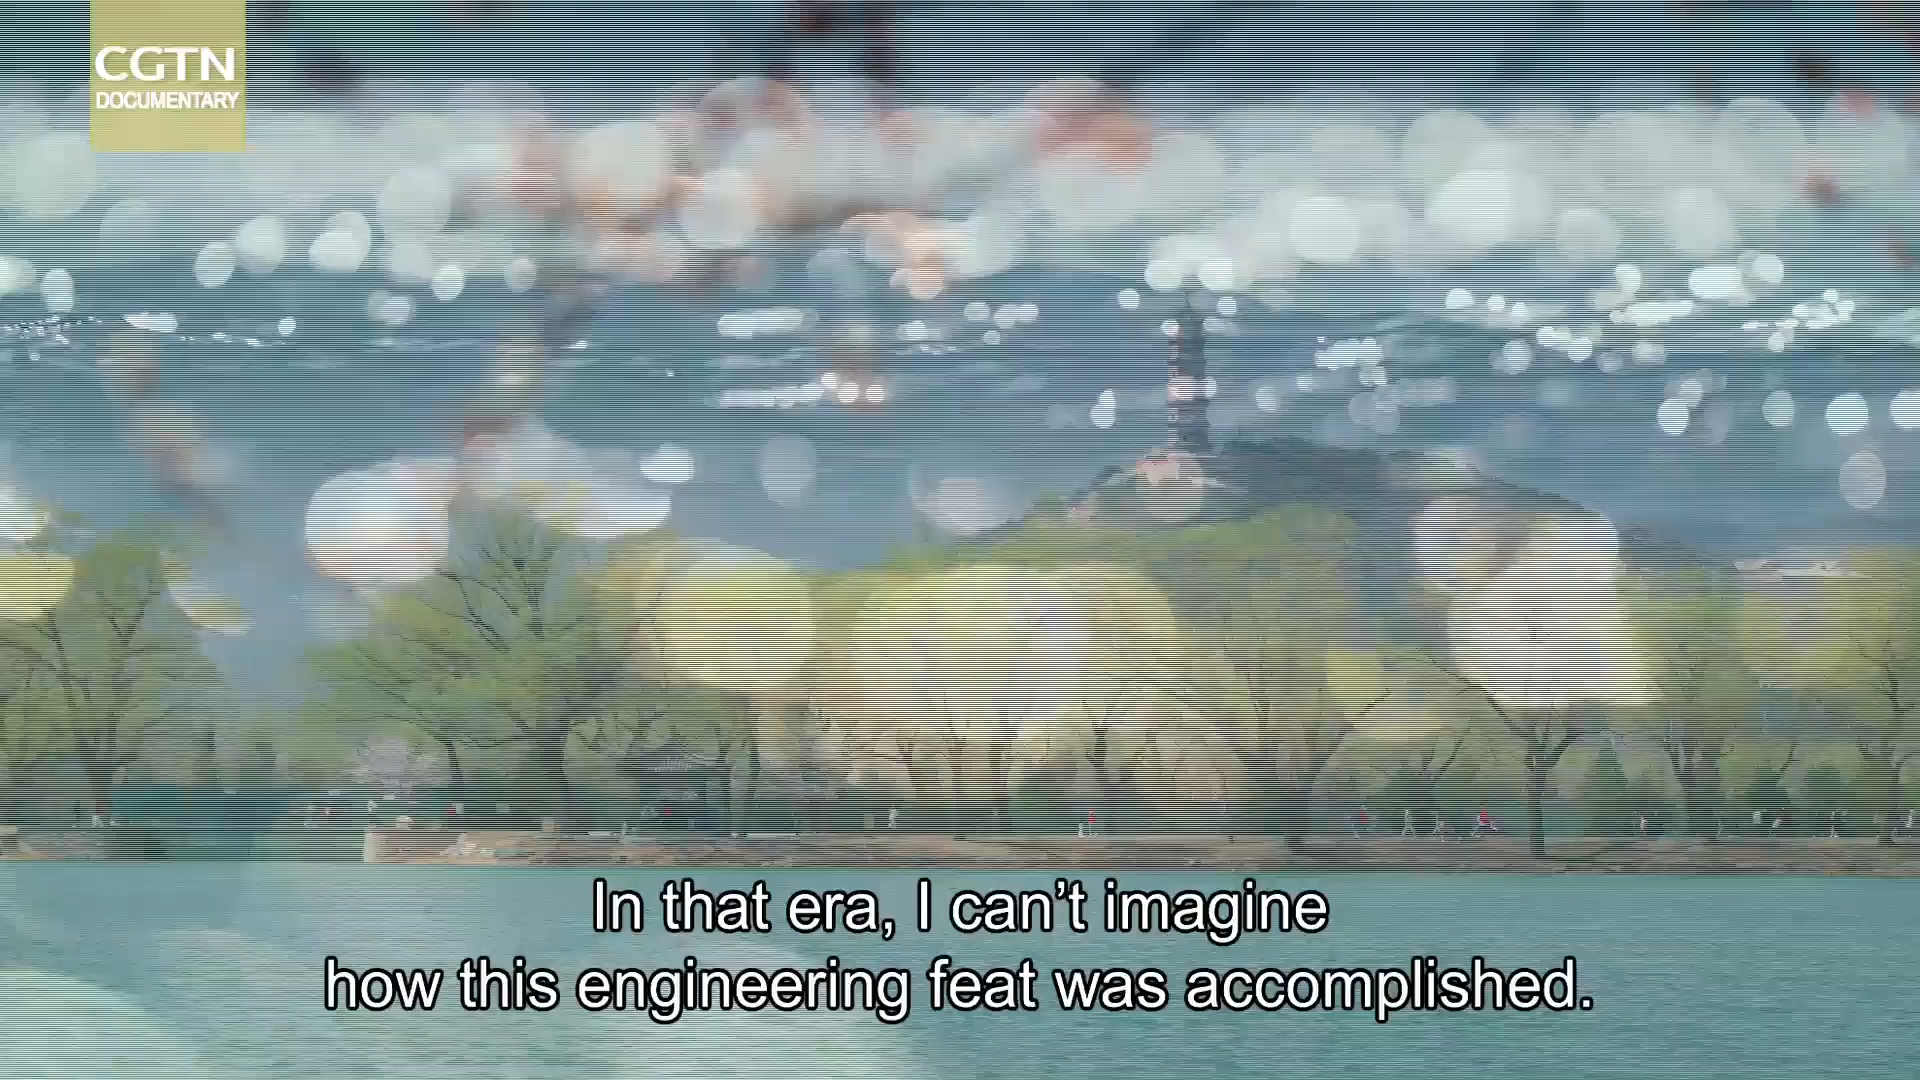 CGTN
DOCUMENTARY
In that era, I can't imagine
how this engineering feat was accomplished.